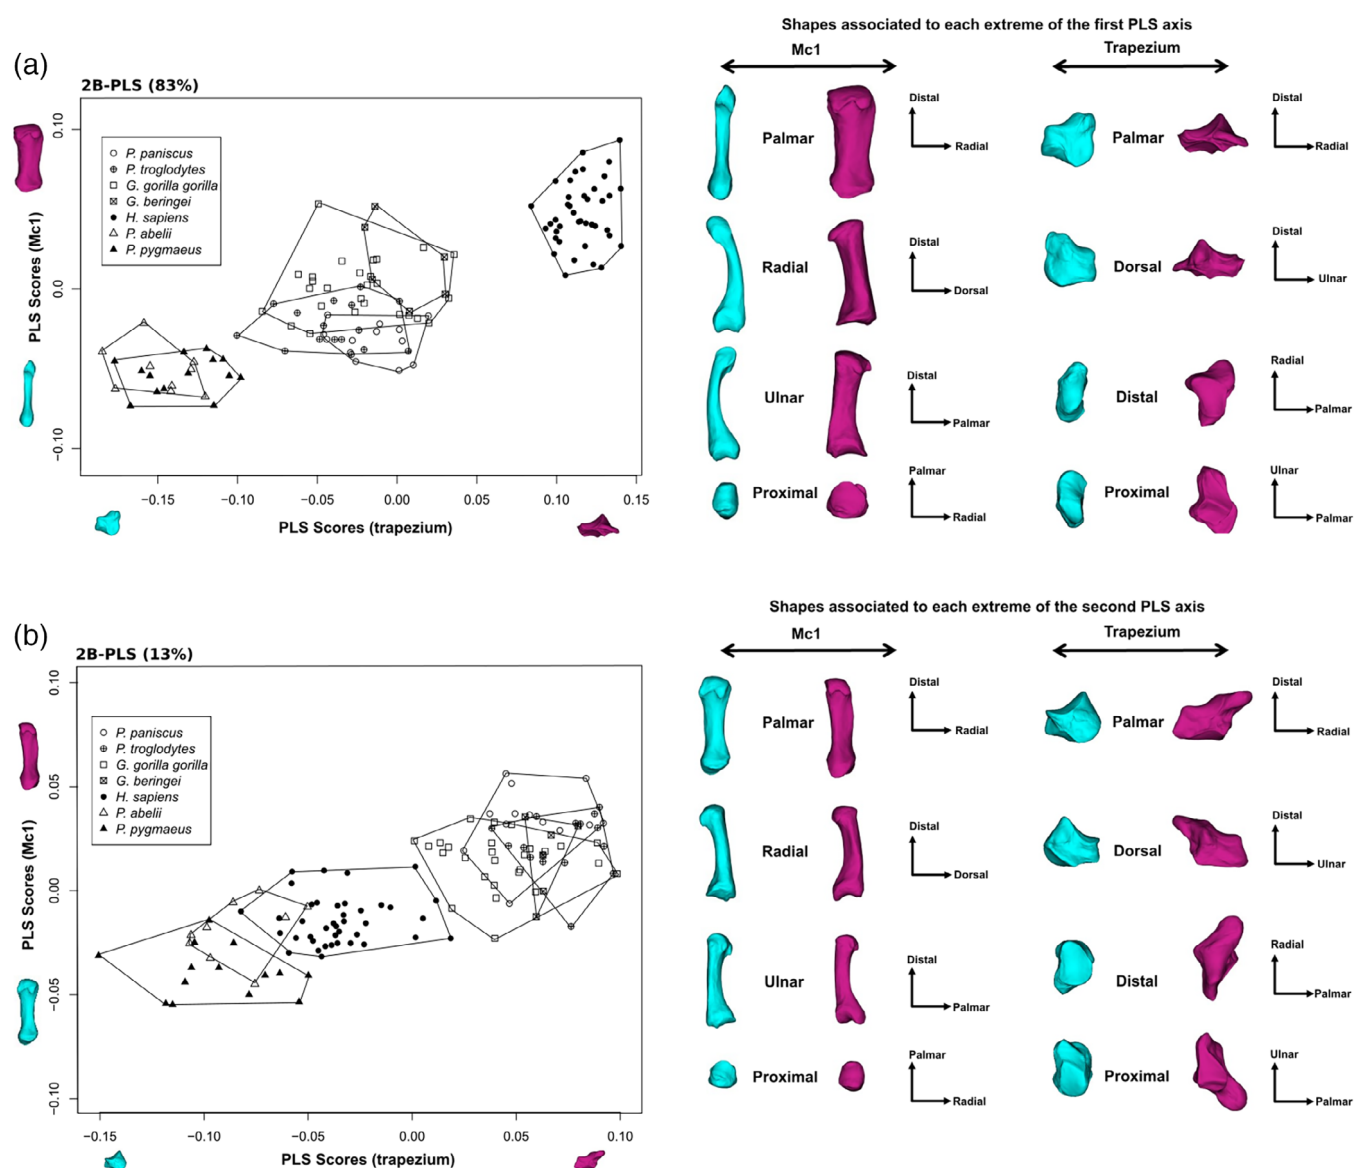 Shapes associated to each extreme of the first PLS axis
(a)
2B-PLS (83%)
Mc1
Trapezium
P. paniscus
P. troglodytes
G. gorilla gorilla
G. beringei
H. sapiens
P. abelii
P. pygmaeus
0.10
0.0
−0.10
PLS Scores (Mc1)
−0.15
−0.10
−0.05
0.00
0.05
0.10
0.15
PLS Scores (trapezium)
Palmar
Distal
Radial
Palmar
Distal
Radial
Radial
Distal
Dorsal
Dorsal
Distal
Ulnar
Ulnar
Distal
Palmar
Distal
Radial
Palmar
Proximal
Palmar
Radial
Proximal
Ulnar
Palmar
Shapes associated to each extreme of the second PLS axis
(b)
2B-PLS (13%)
Mc1
Trapezium
P. paniscus
P. troglodytes
G. gorilla gorilla
G. beringei
H. sapiens
P. abelii
P. pygmaeus
0.10
0.05
0.00
−0.05
−0.10
PLS Scores (Mc1)
−0.15
−0.10
−0.05
0.00
0.05
0.10
PLS Scores (trapezium)
Palmar
Distal
Radial
Palmar
Distal
Radial
Radial
Distal
Dorsal
Dorsal
Distal
Ulnar
Ulnar
Distal
Palmar
Distal
Radial
Palmar
Proximal
Palmar
Radial
Proximal
Ulnar
Palmar